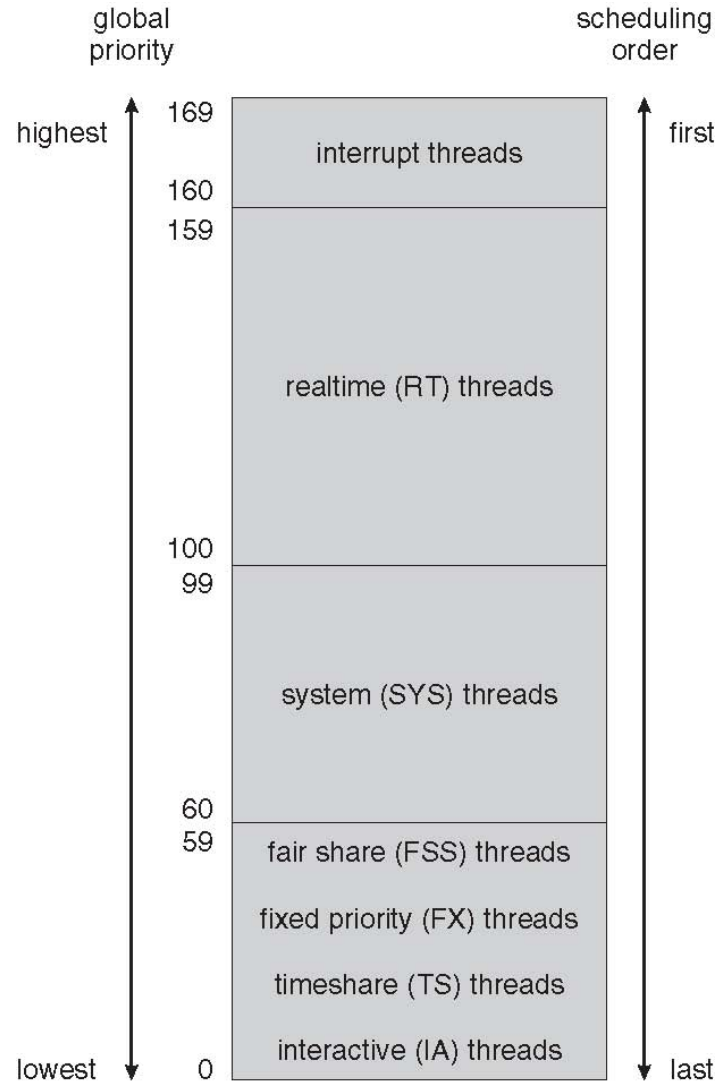 global
priority
scheduling
order
highest
169
interrupt threads
first
160
159
realtime (RT) threads
100
99
system (SYS) threads
60
59
fair share (FSS) threads
fixed priority (FX) threads
timeshare (TS) threads
interactive (IA) threads
lowest
0
last